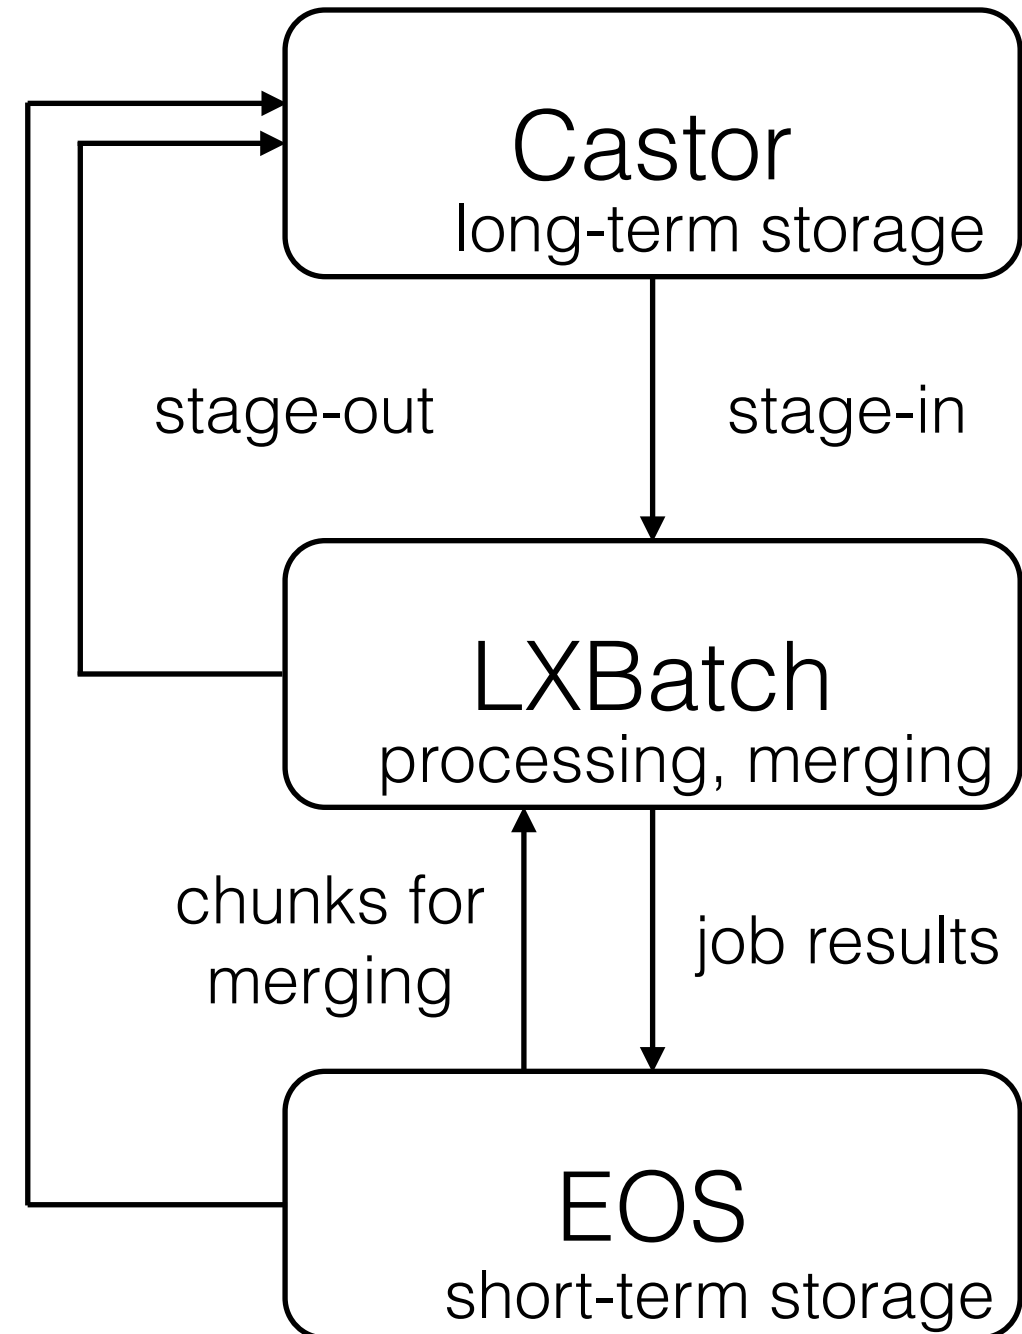 Castor
long-term storage
stage-out
stage-in
LXBatch
processing, merging
chunks for
merging
job results
EOS
short-term storage